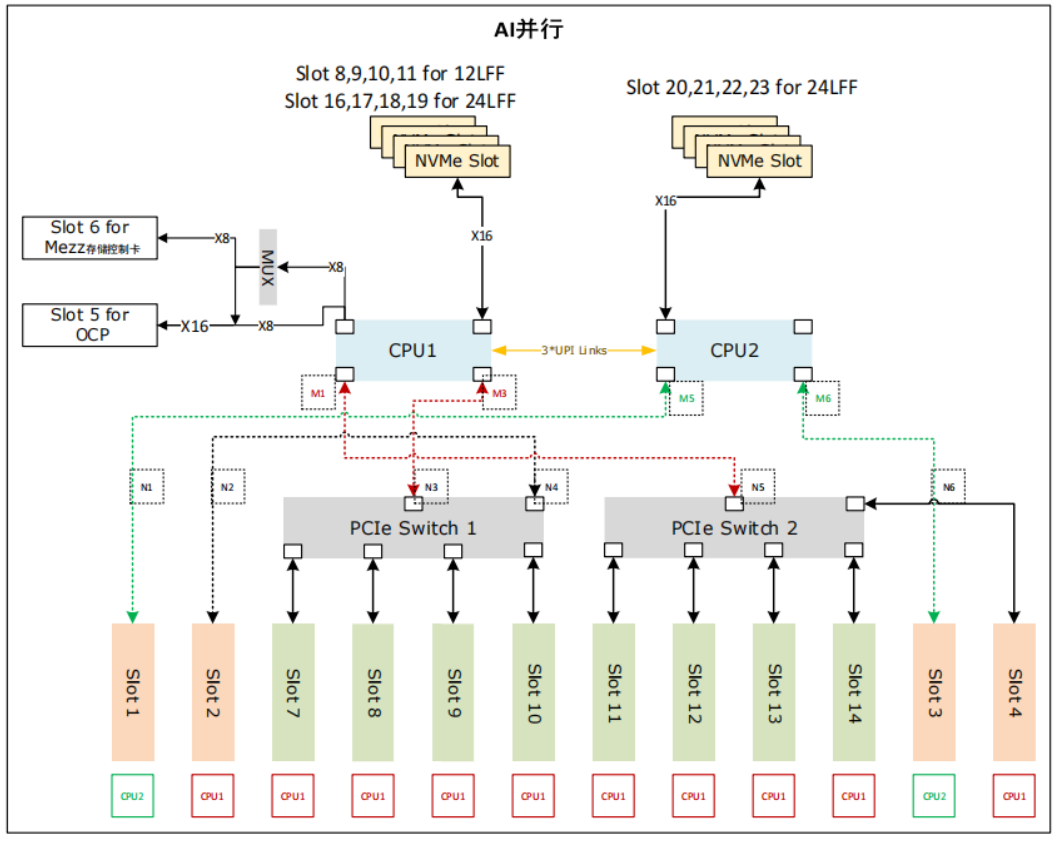 AI并行
Slot 8,9,10,11 for 12LFF
Slot 16,17,18,19 for 24LFF
Slot 20,21,22,23 for 24LFF
NVMe Slot
NVMe Slot
X16
X16
Slot 6 for
Mezz存储控制卡
X8
MUX
X8
Slot 5 for
OCP
X16
X8
CPU1
3*UPI Links
CPU2
M1
M3
M5
M6
N1
N2
N3
N4
N5
N6
PCIe Switch 1
PCIe Switch 2
Slot 1
Slot 2
Slot 7
Slot 8
Slot 9
Slot 10
Slot 11
Slot 12
Slot 13
Slot 14
Slot 3
Slot 4
CPU2
CPU1
CPU1
CPU1
CPU1
CPU1
CPU1
CPU1
CPU1
CPU1
CPU2
CPU1